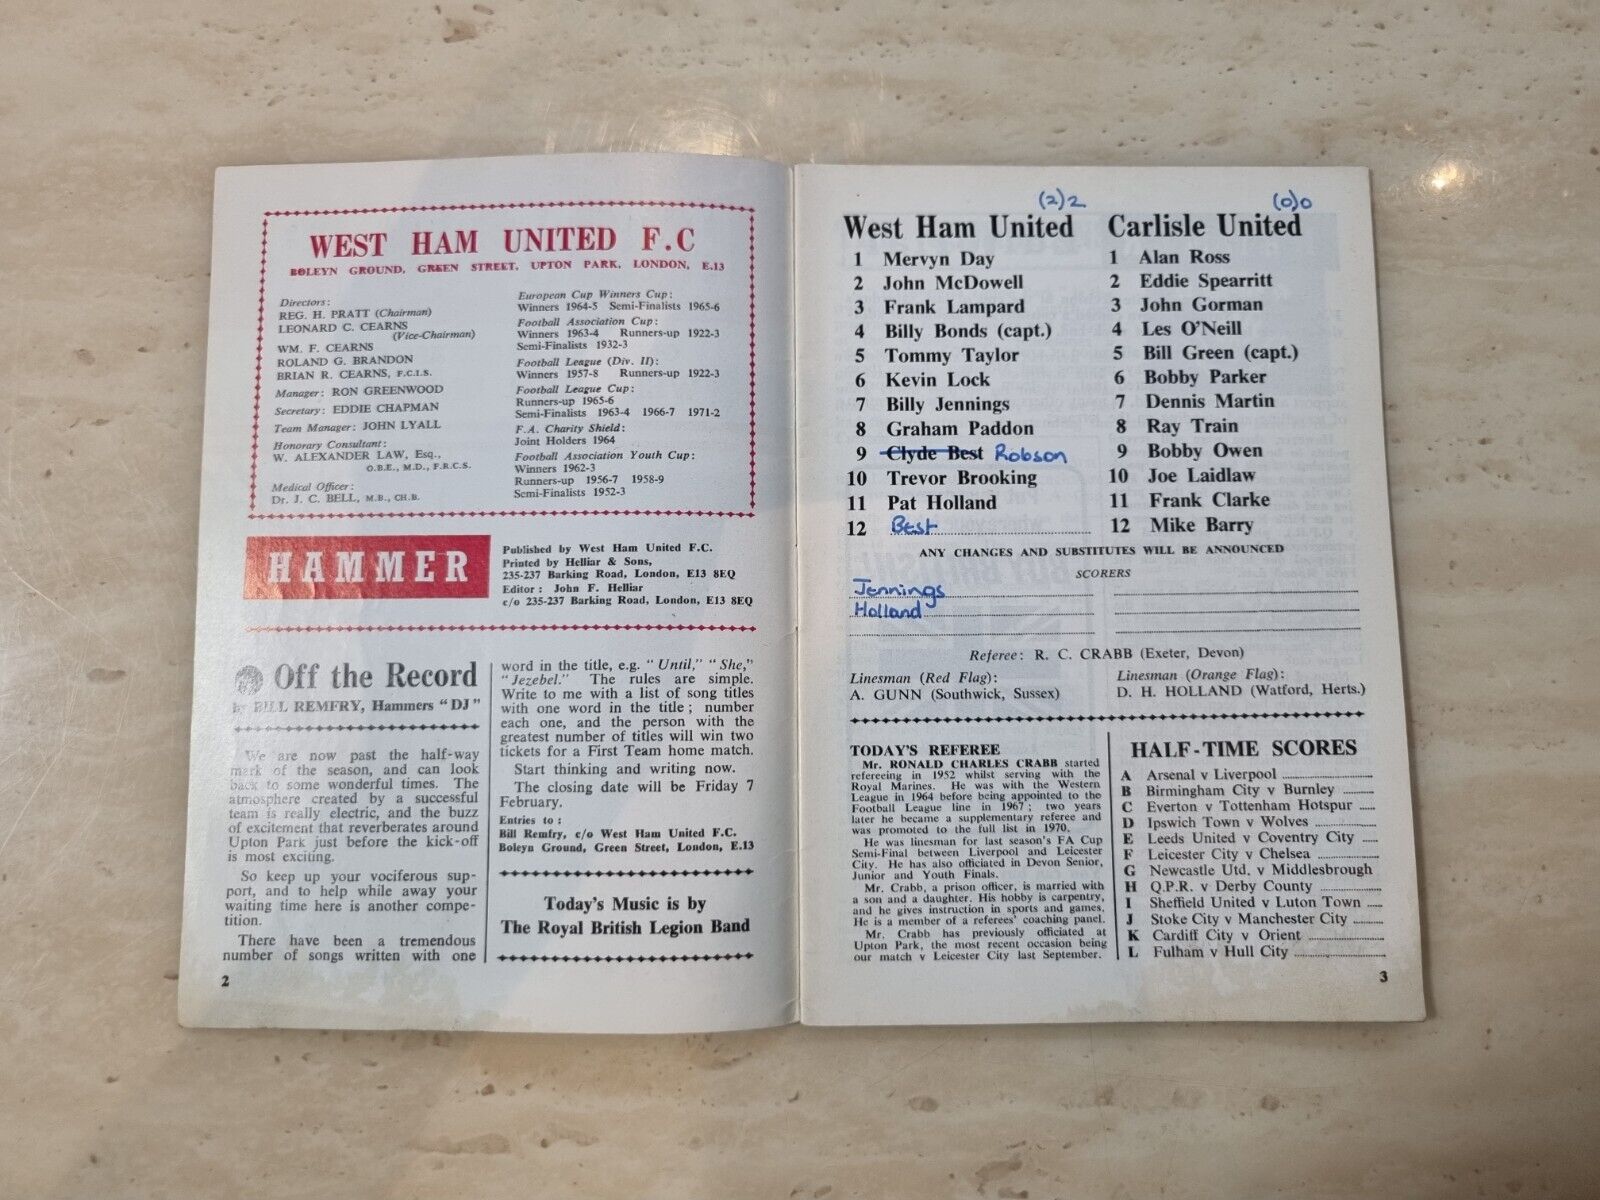 WEST HAM UNITED F.C
BOLEYN GROUND, GREEN STREET, UPTON PARK, LONDON, E.13
Directors:
REG. H. PRATT (Chairman)
LEONARD C. CEARNS
(Vice-Chairman)
WM. F. CEARNS
ROLAND G. BRANDON
BRIAN R. CEARNS, F.C.I.S.
Manager: RON GREENWOOD
Secretary: EDDIE CHAPMAN
Team Manager: JOHN LYALL
Honorary Consultant:
W. ALEXANDER LAW, Esq.,
O.B.E., M.D., F.R.C.S.
Medical Officer:
Dr. J. C. BELL, M.B., CH.B.
European Cup Winners Cup:
Winners 1964-5 Semi-Finalists 1965-6
Football Association Cup:
Winners 1963-4 Runners-up 1922-3
Semi-Finalists 1932-3
Football League (Div. II):
Winners 1957-8 Runners-up 1922-3
Football League Cup:
Runners-up 1965-6
Semi-Finalists 1963-4 1966-7 1971-2
F.A. Charity Shield:
Joint Holders 1964
Football Association Youth Cup:
Winners 1962-3
Runners-up 1956-7 1958-9
Semi-Finalists 1952-3
HAMMER
Published by West Ham United F.C.
Printed by Helliar & Sons,
235-237 Barking Road, London, E13 8EQ
Editor: John F. Helliar
c/o 235-237 Barking Road, London, E13 8EQ
Off the Record
by BILL REMFRY, Hammers "DJ"
We are now past the half-way
mark of the season, and can look
back to some wonderful times. The
atmosphere created by a successful
team is really electric, and the buzz
of excitement that reverberates around
Upton Park just before the kick-off
is most exciting.
So keep up your vociferous sup-
port, and to help while away your
waiting time here is another compe-
tition.
There have been a tremendous
number of songs written with one
word in the title, e.g. "Until," "She,"
"Jezebel." The rules are simple.
Write to me with a list of song titles
with one word in the title; number
each one, and the person with the
greatest number of titles will win two
tickets for a First Team home match.
Start thinking and writing now.
The closing date will be Friday 7
February.
Entries to:
Bill Remfry, c/o West Ham United F.C.
Boleyn Ground, Green Street, London, E.13
Today's Music is by
The Royal British Legion Band
2
(2) 2
West Ham United
1 Mervyn Day
2 John McDowell
3 Frank Lampard
4 Billy Bonds (capt.)
5 Tommy Taylor
6 Kevin Lock
7 Billy Jennings
8 Graham Paddon
9 Clyde Best Robson
10 Trevor Brooking
11 Pat Holland
12 Best
(0) 0
Carlisle United
1 Alan Ross
2 Eddie Spearritt
3 John Gorman
4 Les O'Neill
5 Bill Green (capt.)
6 Bobby Parker
7 Dennis Martin
8 Ray Train
9 Bobby Owen
10 Joe Laidlaw
11 Frank Clarke
12 Mike Barry
ANY CHANGES AND SUBSTITUTES WILL BE ANNOUNCED
SCORERS
Jennings
Holland
Referee: R. C. CRABB (Exeter, Devon)
Linesman (Red Flag):
A. GUNN (Southwick, Sussex)
Linesman (Orange Flag):
D. H. HOLLAND (Watford, Herts.)
TODAY'S REFEREE
Mr. RONALD CHARLES CRABB started
refereeing in 1952 whilst serving with the
Royal Marines. He was with the Western
League in 1964 before being appointed to the
Football League line in 1967; two years
later he became a supplementary referee and
was promoted to the full list in 1970.
He was linesman for last season's FA Cup
Semi-Final between Liverpool and Leicester
City. He has also officiated in Devon Senior,
Junior and Youth Finals.
Mr. Crabb, a prison officer, is married with
a son and a daughter. His hobby is carpentry,
and he gives instruction in sports and games.
He is a member of a referees' coaching panel.
Mr. Crabb has previously officiated at
Upton Park, the most recent occasion being
our match v Leicester City last September.
HALF-TIME SCORES
A Arsenal v Liverpool
B Birmingham City v Burnley
C Everton v Tottenham Hotspur
D Ipswich Town v Wolves
E Leeds United v Coventry City
F Leicester City v Chelsea
G Newcastle Utd. v Middlesbrough
H Q.P.R. v Derby County
I Sheffield United v Luton Town
J Stoke City v Manchester City
K Cardiff City v Orient
L Fulham v Hull City
3